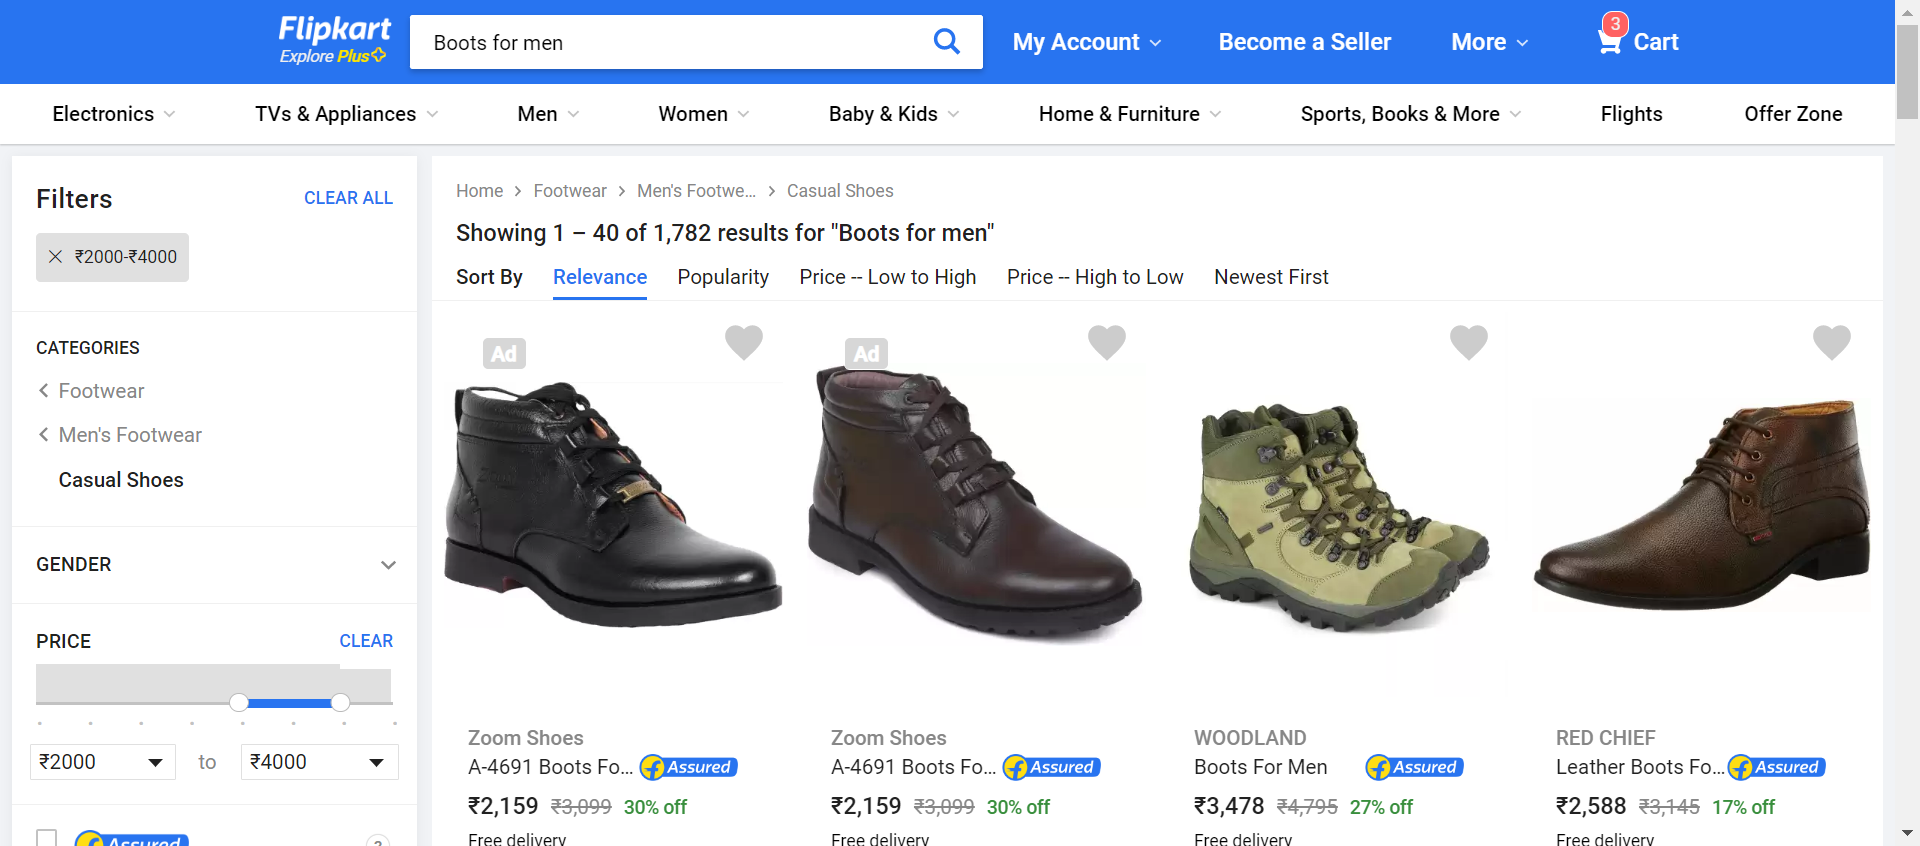 Flipkart
Explore Plus
Boots for men
My Account
Become a Seller
More
3
Cart
Electronics
TVs & Appliances
Men
Women
Baby & Kids
Home & Furniture
Sports, Books & More
Flights
Offer Zone
Filters
CLEAR ALL
₹2000-₹4000
CATEGORIES
Footwear
Men's Footwear
Casual Shoes
GENDER
PRICE
CLEAR
₹2000
to
₹4000
Assured
?
Home
Footwear
Men's Footwe...
Casual Shoes
Showing 1 – 40 of 1,782 results for "Boots for men"
Sort By
Relevance
Popularity
Price -- Low to High
Price -- High to Low
Newest First
Ad
Zoom Shoes
A-4691 Boots Fo...
Assured
₹2,159 ₹3,099 30% off
Free delivery
Ad
Zoom Shoes
A-4691 Boots Fo...
Assured
₹2,159 ₹3,099 30% off
Free delivery
WOODLAND
Boots For Men
Assured
₹3,478 ₹4,795 27% off
Free delivery
RED CHIEF
Leather Boots Fo...
Assured
₹2,588 ₹3,145 17% off
Free delivery